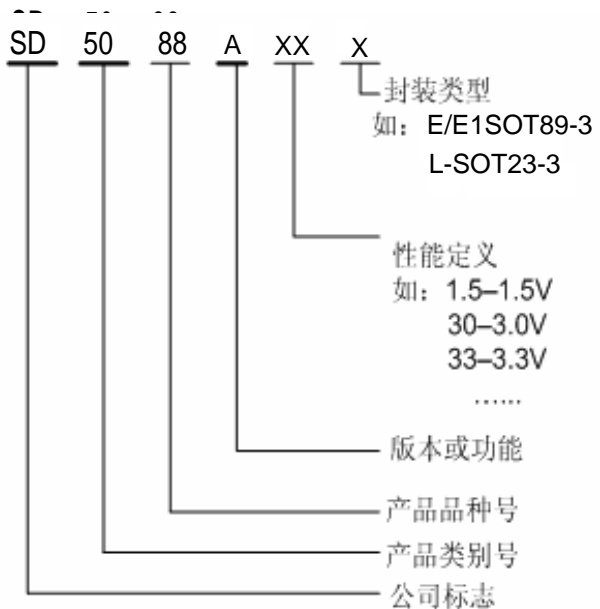 SD 50 88 A XX X
封装类型
如：E/E1SOT89-3
L-SOT23-3
性能定义
如：1.5–1.5V
30–3.0V
33–3.3V
······
版本或功能
产品品种号
产品类别号
公司标志